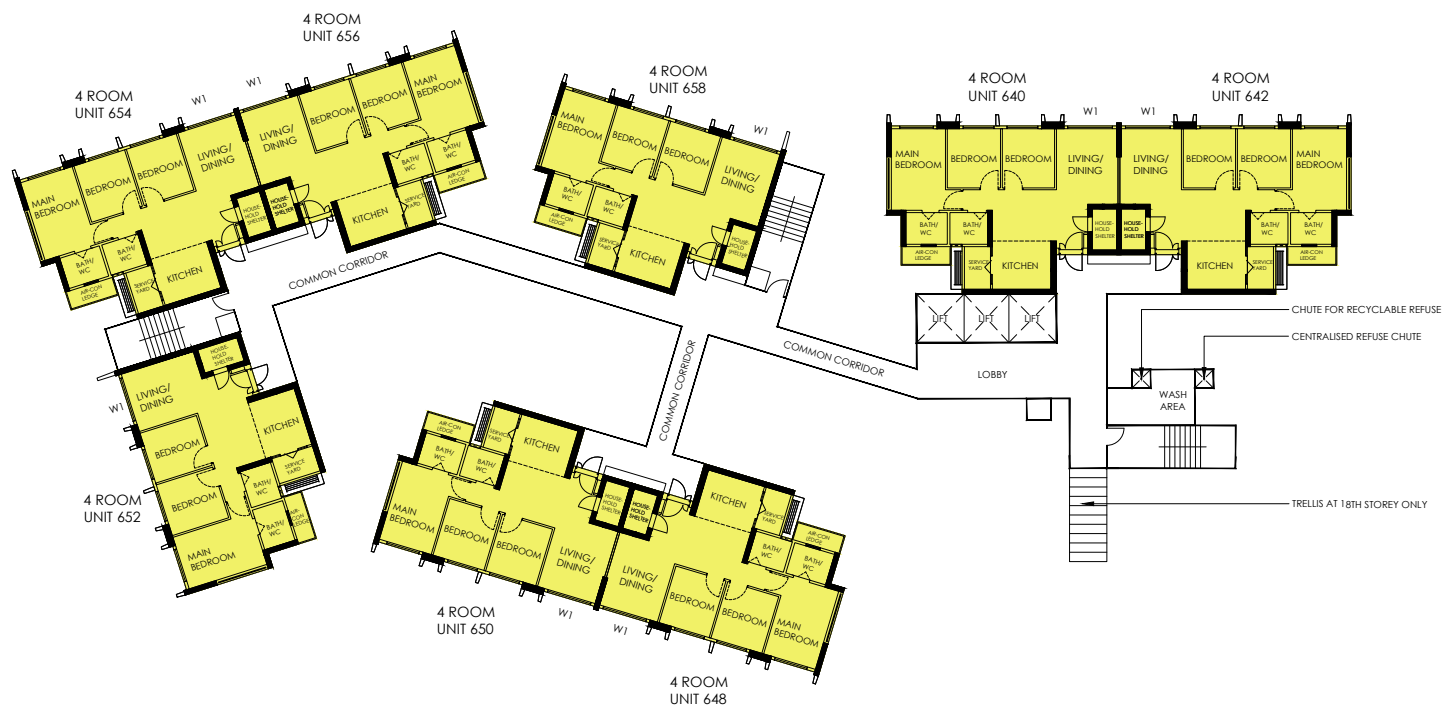 4 ROOM
UNIT 656
4 ROOM
UNIT 654
W1
W1
LIVING/
DINING
BEDROOM
BEDROOM
MAIN
BEDROOM
BATH/
WC
BATH/
WC
AIR-CON
LEDGE
SERVICE
YARD
KITCHEN
HOUSE-
HOLD
SHELTER
MAIN
BEDROOM
BEDROOM
BEDROOM
LIVING/
DINING
HOUSE-
HOLD
SHELTER
BATH/
WC
BATH/
WC
AIR-CON
LEDGE
SERVICE
YARD
KITCHEN
COMMON CORRIDOR
4 ROOM
UNIT 658
W1
MAIN
BEDROOM
BEDROOM
BEDROOM
LIVING/
DINING
BATH/
WC
BATH/
WC
AIR-CON
LEDGE
SERVICE
YARD
KITCHEN
HOUSE-
HOLD
SHELTER
4 ROOM
UNIT 640
4 ROOM
UNIT 642
W1
W1
MAIN
BEDROOM
BEDROOM
BEDROOM
LIVING/
DINING
LIVING/
DINING
BEDROOM
BEDROOM
MAIN
BEDROOM
BATH/
WC
BATH/
WC
AIR-CON
LEDGE
SERVICE
YARD
KITCHEN
HOUSE-
HOLD
SHELTER
HOUSE-
HOLD
SHELTER
KITCHEN
SERVICE
YARD
BATH/
WC
BATH/
WC
AIR-CON
LEDGE
LIFT
LIFT
LIFT
CHUTE FOR RECYCLABLE REFUSE
CENTRALISED REFUSE CHUTE
COMMON CORRIDOR
LOBBY
WASH
AREA
COMMON CORRIDOR
TRELLIS AT 18TH STOREY ONLY
4 ROOM
UNIT 652
W1
HOUSE-
HOLD
SHELTER
LIVING/
DINING
KITCHEN
BEDROOM
SERVICE
YARD
BEDROOM
BATH/
WC
BATH/
WC
AIR-CON
LEDGE
MAIN
BEDROOM
4 ROOM
UNIT 650
AIR-CON
LEDGE
SERVICE
YARD
KITCHEN
BATH/
WC
BATH/
WC
HOUSE-
HOLD
SHELTER
MAIN
BEDROOM
BEDROOM
BEDROOM
LIVING/
DINING
W1
4 ROOM
UNIT 648
HOUSE-
HOLD
SHELTER
KITCHEN
SERVICE
YARD
AIR-CON
LEDGE
BATH/
WC
BATH/
WC
LIVING/
DINING
BEDROOM
BEDROOM
MAIN
BEDROOM
W1